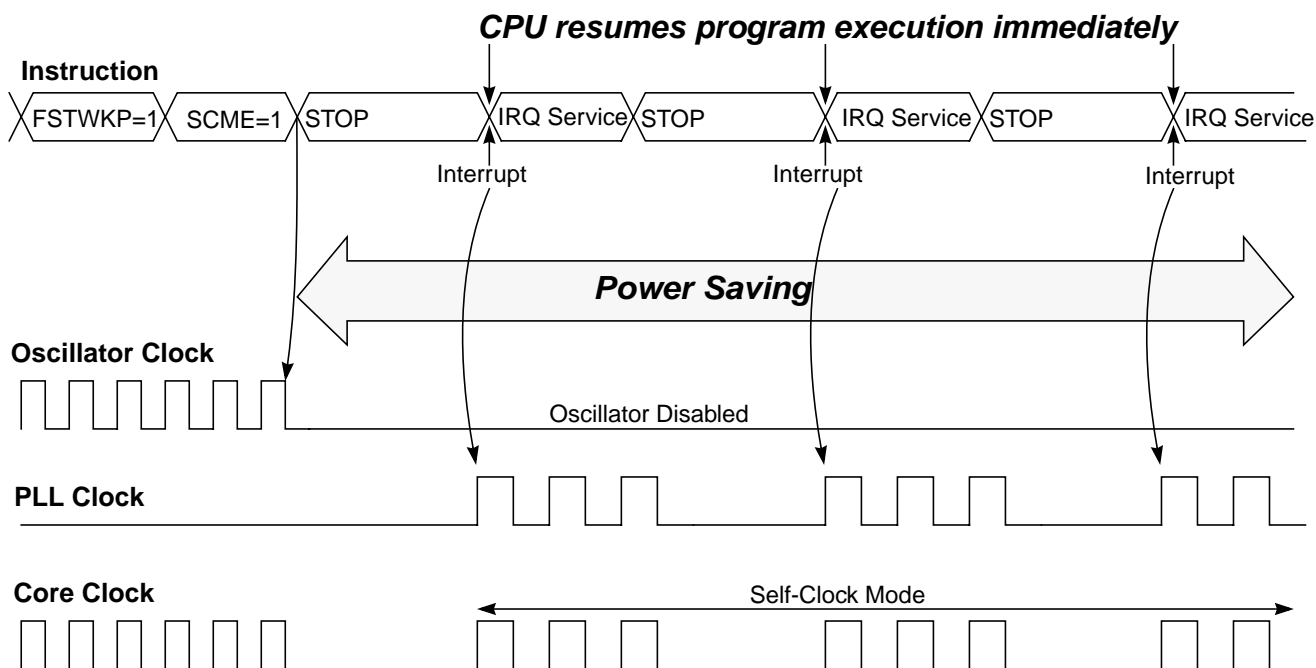 CPU resumes program execution immediately
Instruction
FSTWKP=1 SCME=1 STOP IRQ Service STOP IRQ Service STOP IRQ Service
Interrupt Interrupt Interrupt
Power Saving
Oscillator Clock
Oscillator Disabled
PLL Clock
Core Clock
Self-Clock Mode